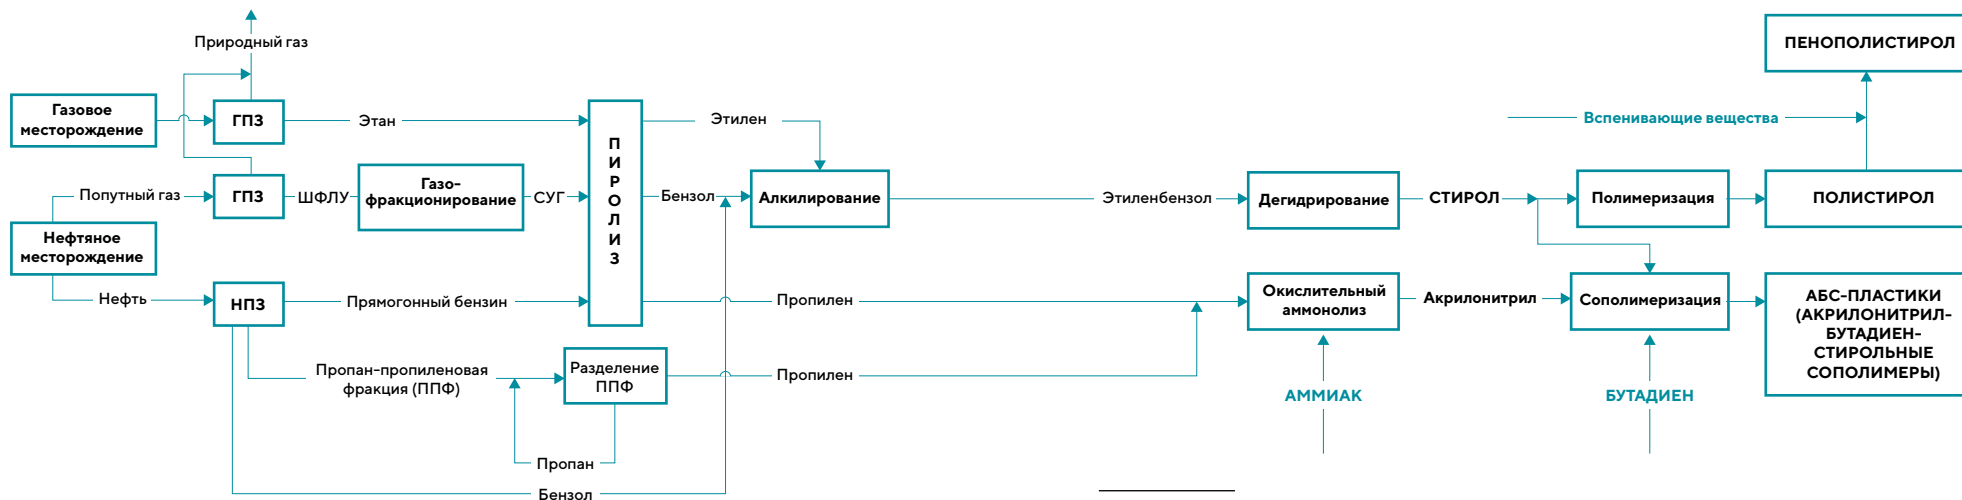 Природный газ
ПЕНОПОЛИСТИРОЛ
Газовое
месторождение
ГПЗ
Этан
Этилен
Вспенивающие вещества
ПИРОЛИЗ
Попутный газ
ГПЗ
ШФЛУ
Газо-
фракционирование
СУГ
Бензол
Алкилирование
Этиленбензол
Дегидрирование
СТИРОЛ
Полимеризация
ПОЛИСТИРОЛ
Нефтяное
месторождение
Нефть
НПЗ
Прямогонный бензин
Пропилен
Окислительный
аммонолиз
Акрилонитрил
Сополимеризация
АБС-ПЛАСТИКИ
(АКРИЛОНИТРИЛ-
БУТАДИЕН-
СТИРОЛЬНЫЕ
СОПОЛИМЕРЫ)
Пропан-пропиленовая
фракция (ППФ)
Разделение
ППФ
Пропилен
АММИАК
БУТАДИЕН
Пропан
Бензол